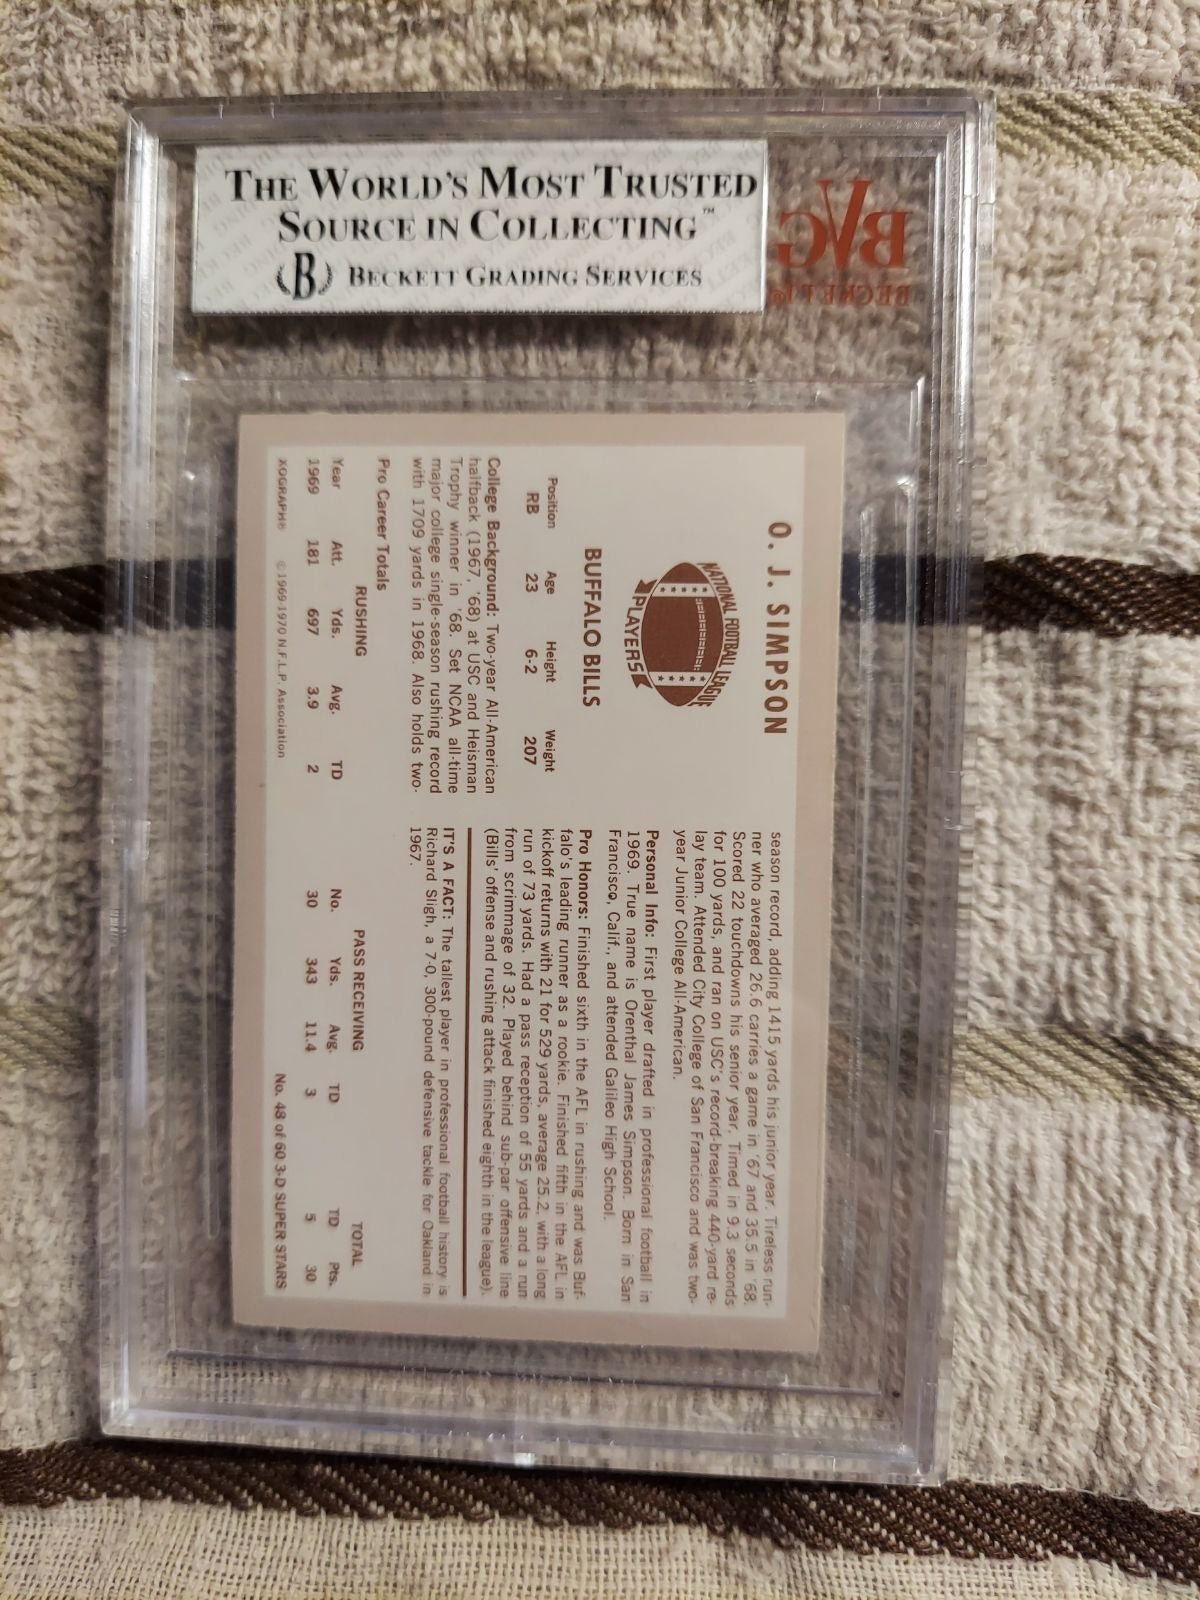 THE WORLD'S MOST TRUSTED
SOURCE IN COLLECTING™
B BECKETT GRADING SERVICES
BVG
BECKETT®
O. J. SIMPSON
NATIONAL FOOTBALL LEAGUE
PLAYERS
BUFFALO BILLS
Position Age Height Weight
RB 23 6-2 207
College Background: Two-year All-American
halfback (1967, '68) at USC and Heisman
Trophy winner in '68. Set NCAA all-time
major college single-season rushing record
with 1709 yards in 1968. Also holds two-
season record, adding 1415 yards his junior year. Tireless run-
ner who averaged 26.6 carries a game in '67 and 35.5 in '68.
Scored 22 touchdowns his senior year. Timed in 9.3 seconds
for 100 yards, and ran on USC's record-breaking 440-yard re-
lay team. Attended City College of San Francisco and was two-
year Junior College All-American.
Personal Info: First player drafted in professional football in
1969. True name is Orenthal James Simpson. Born in San
Francisco, Calif., and attended Galileo High School.
Pro Honors: Finished sixth in the AFL in rushing and was Buf-
falo's leading runner as a rookie. Finished fifth in the AFL in
kickoff returns with 21 for 529 yards, average 25.2, with a long
run of 73 yards. Had a pass reception of 55 yards and a run
from scrimmage of 32. Played behind sub-par offensive line
(Bills' offense and rushing attack finished eighth in the league).
IT'S A FACT: The tallest player in professional football history is
Richard Sligh, a 7-0, 300-pound defensive tackle for Oakland in
1967.
Pro Career Totals
RUSHING PASS RECEIVING TOTAL
Year Att. Yds. Avg. TD No. Yds. Avg. TD TD Pts.
1969 181 697 3.9 2 30 343 11.4 3 5 30
XOGRAPH® ©1969-1970 N.F.L.P. Association No. 48 of 60 3-D SUPER STARS